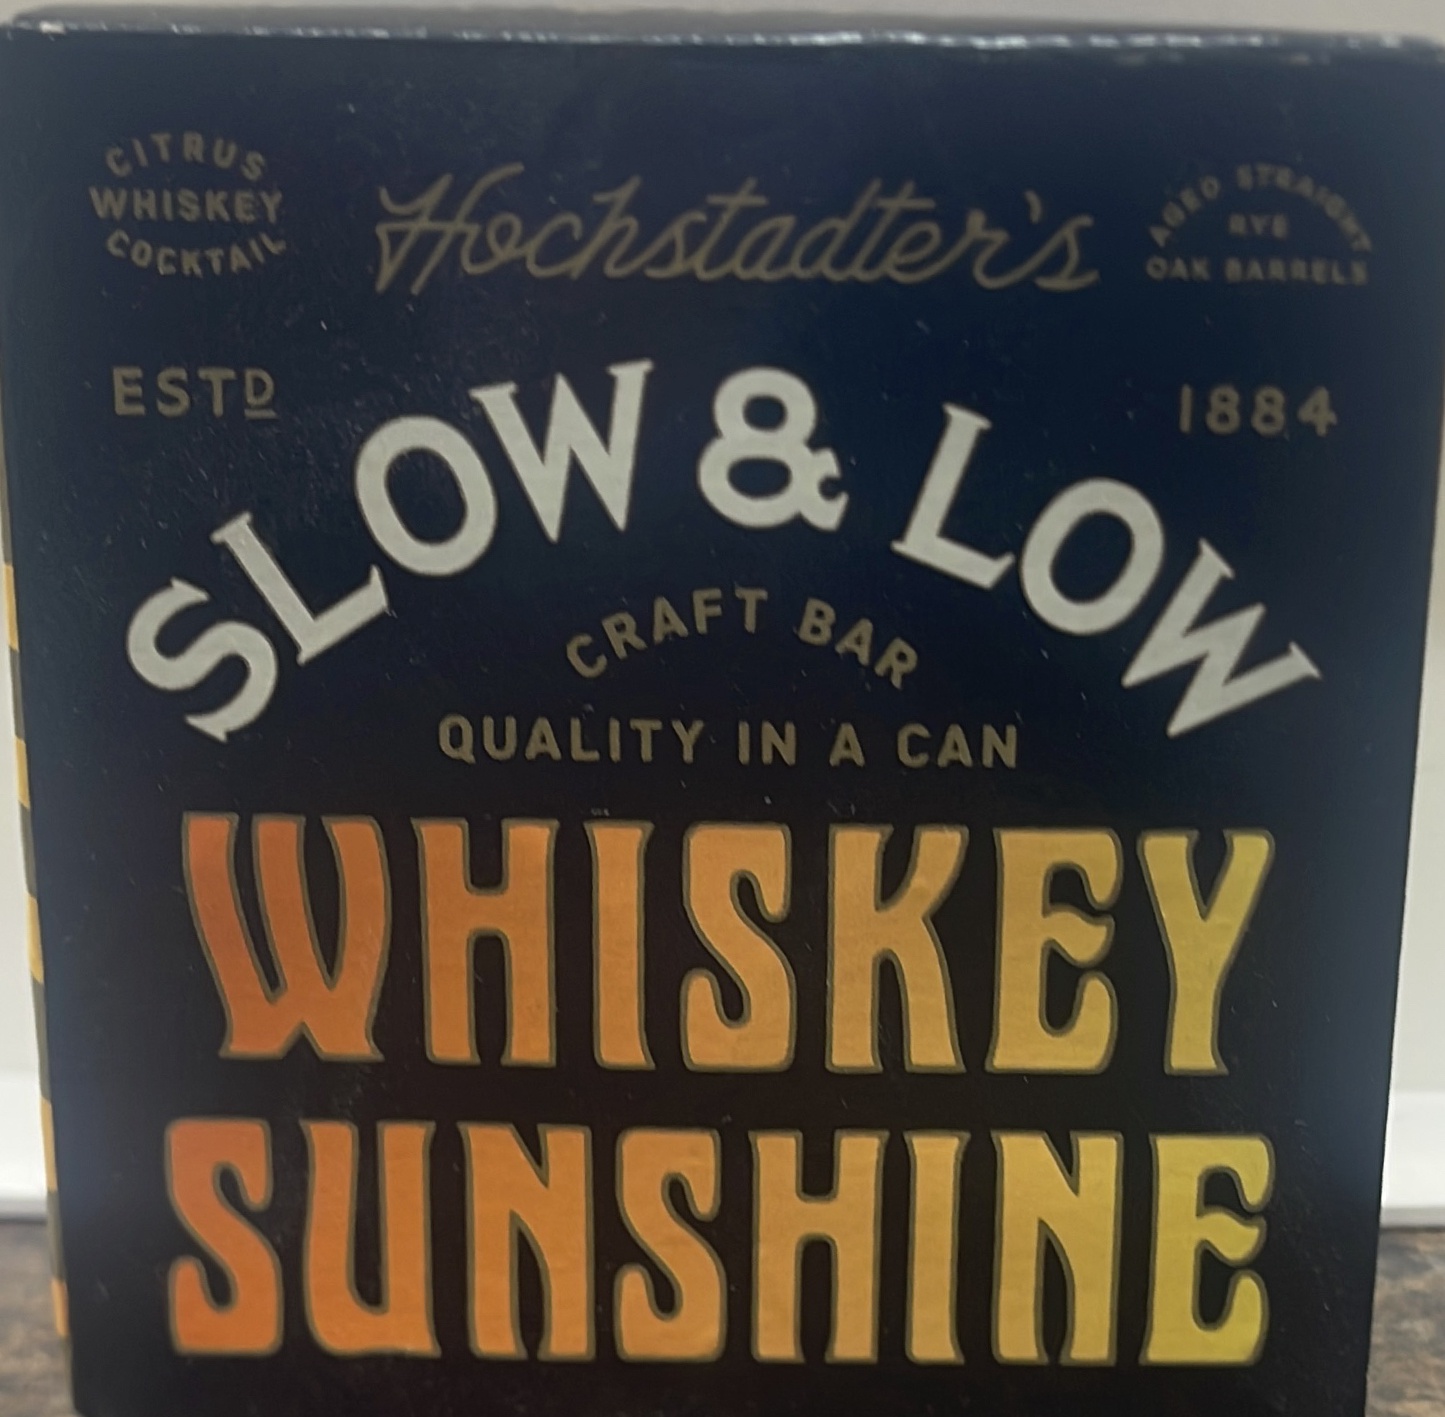 CITRUS
WHISKEY
COCKTAIL
Hochstadter's
AGED STRAIGHT
RYE
OAK BARRELS
ESTD
1884
SLOW & LOW
CRAFT BAR
QUALITY IN A CAN
WHISKEY
SUNSHINE